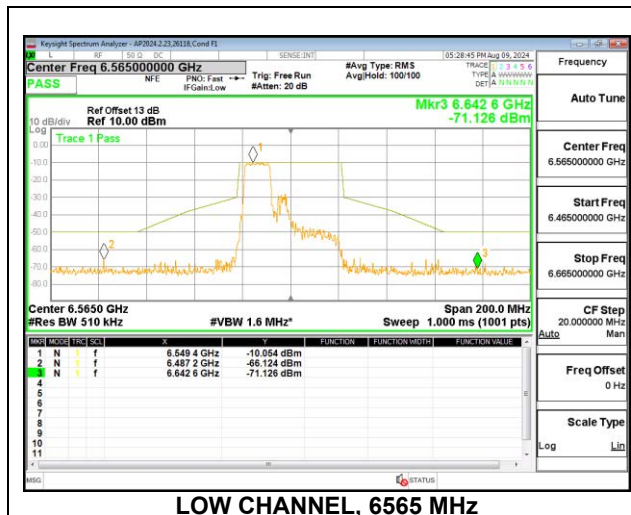 Keysight Spectrum Analyzer - AP2024.2.23,26118,Cond F1
L RF 50 Ω DC SENSE:INT 05:28:45 PM Aug 09, 2024
Center Freq 6.565000000 GHz
#Avg Type: RMS
TRACE 1 2 3 4 5 6
PASS
NFE
PNO: Fast
Trig: Free Run
Avg|Hold: 100/100
TYPE A WWWWW
IFGain:Low
#Atten: 20 dB
DET A N N N N N
Ref Offset 13 dB
Mkr3 6.642 6 GHz
10 dB/div
Ref 10.00 dBm
-71.126 dBm
Log
Trace 1 Pass
0.00
-10.0
-20.0
-30.0
-40.0
-50.0
-60.0
-70.0
-80.0
1
2
3
Center 6.5650 GHz
Span 200.0 MHz
#Res BW 510 kHz
#VBW 1.6 MHz*
Sweep 1.000 ms (1001 pts)
MKR MODE TRC SCL X Y FUNCTION FUNCTION WIDTH FUNCTION VALUE
1 N 1 f 6.549 4 GHz -10.054 dBm
2 N 1 f 6.487 2 GHz -66.124 dBm
3 N 1 f 6.642 6 GHz -71.126 dBm
4
5
6
7
8
9
10
11
MSG
STATUS
Frequency
Auto Tune
Center Freq
6.565000000 GHz
Start Freq
6.465000000 GHz
Stop Freq
6.665000000 GHz
CF Step
20.000000 MHz
Auto Man
Freq Offset
0 Hz
Scale Type
Log Lin
LOW CHANNEL, 6565 MHz